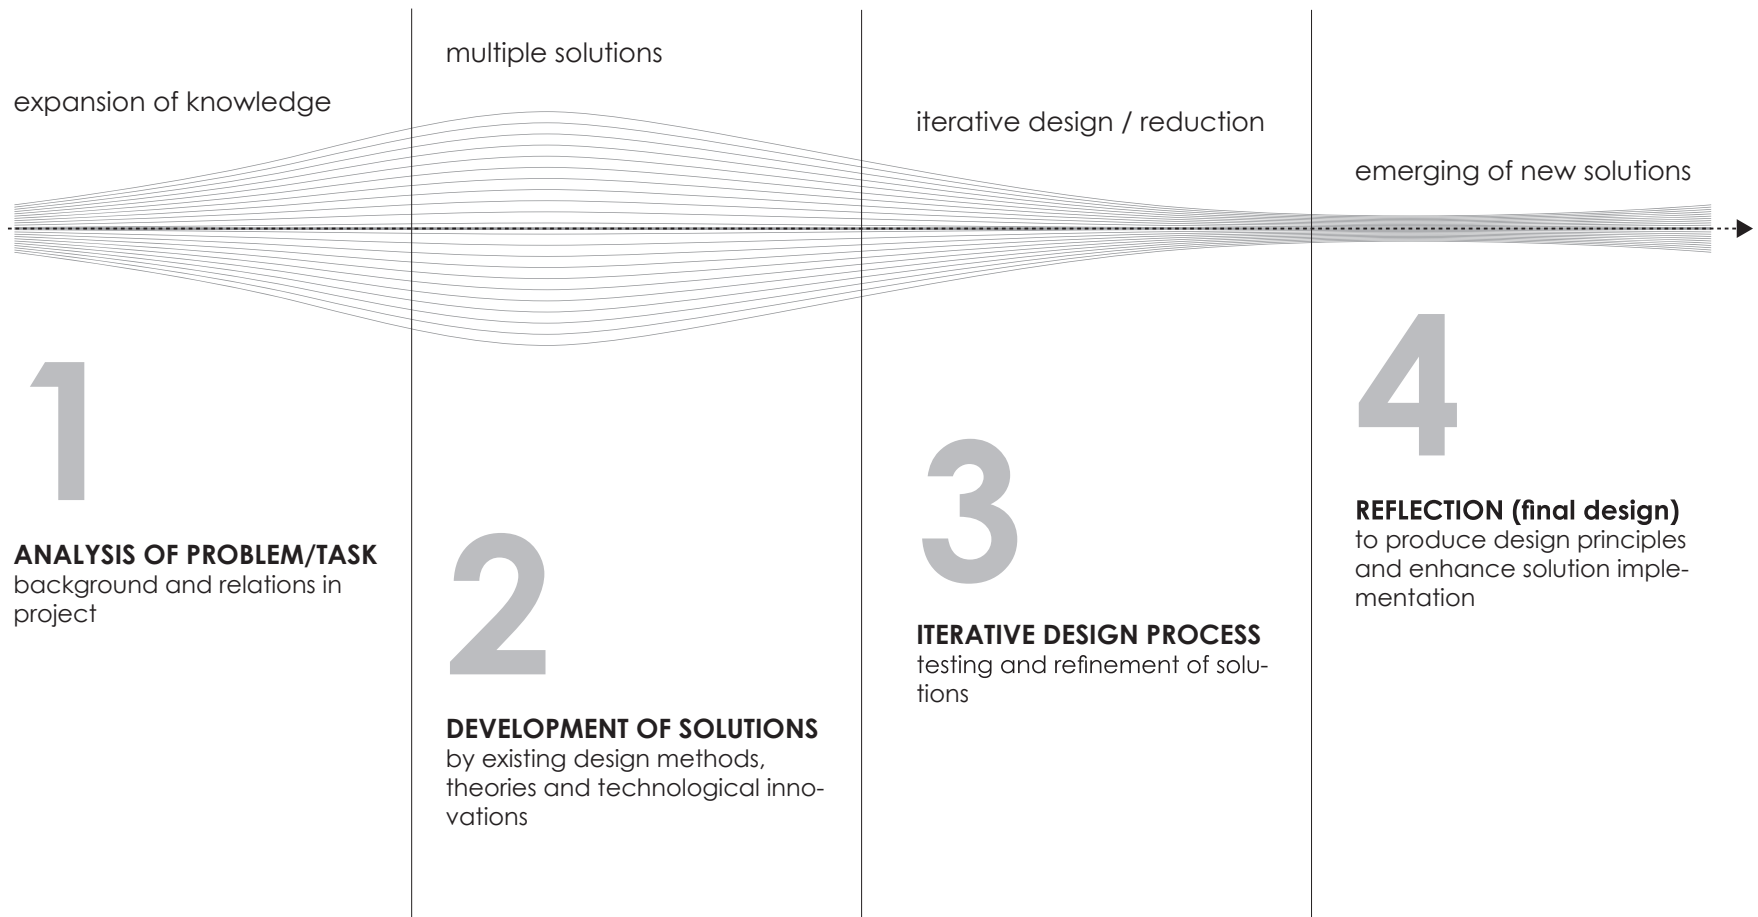 expansion of knowledge
1
ANALYSIS OF PROBLEM/TASK
background and relations in
project
multiple solutions
2
DEVELOPMENT OF SOLUTIONS
by existing design methods,
theories and technological inno-
vations
iterative design / reduction
3
ITERATIVE DESIGN PROCESS
testing and refinement of solu-
tions
emerging of new solutions
4
REFLECTION (final design)
to produce design principles
and enhance solution imple-
mentation